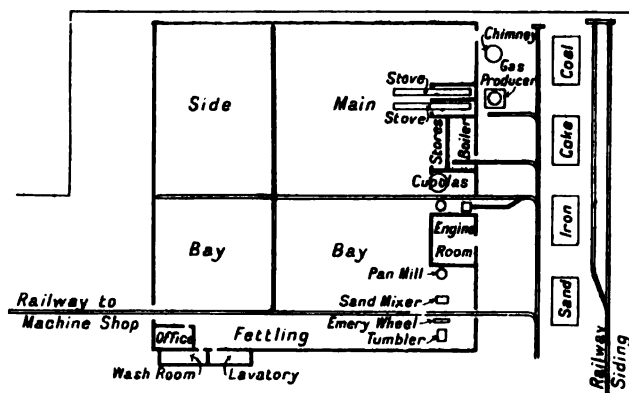 Chimney
Gas
Producer
Coal
Stove
Side
Main
Stove
Stores
Boiler
Coke
Cupolas
Iron
Engine
Room
Bay
Bay
Pan Mill
Railway to
Machine Shop
Sand Mixer
Sand
Emery Wheel
Office
Fettling
Tumbler
Wash Room
Lavatory
Railway
Siding